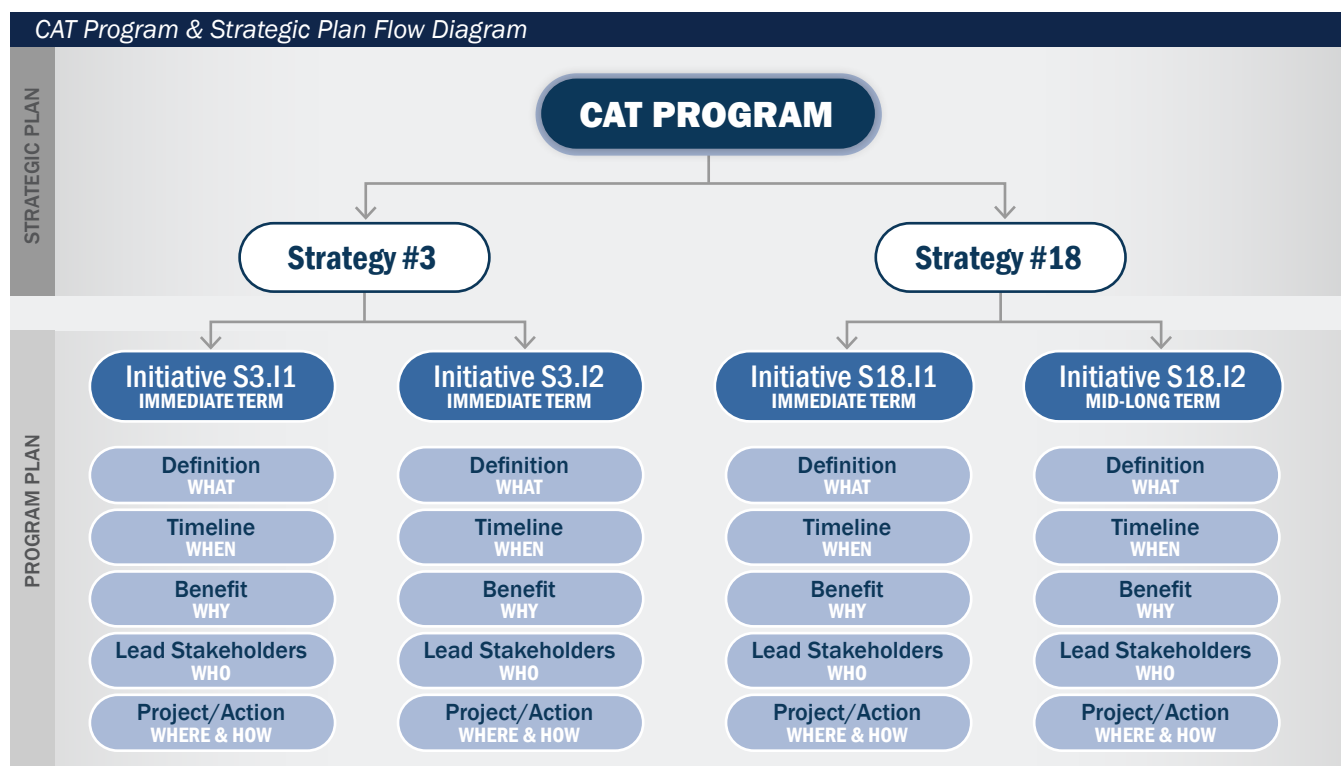 CAT Program & Strategic Plan Flow Diagram
STRATEGIC PLAN
CAT PROGRAM
Strategy #3
Strategy #18
PROGRAM PLAN
Initiative S3.I1
IMMEDIATE TERM
Definition
WHAT
Timeline
WHEN
Benefit
WHY
Lead Stakeholders
WHO
Project/Action
WHERE & HOW
Initiative S3.I2
IMMEDIATE TERM
Definition
WHAT
Timeline
WHEN
Benefit
WHY
Lead Stakeholders
WHO
Project/Action
WHERE & HOW
Initiative S18.I1
IMMEDIATE TERM
Definition
WHAT
Timeline
WHEN
Benefit
WHY
Lead Stakeholders
WHO
Project/Action
WHERE & HOW
Initiative S18.I2
MID-LONG TERM
Definition
WHAT
Timeline
WHEN
Benefit
WHY
Lead Stakeholders
WHO
Project/Action
WHERE & HOW